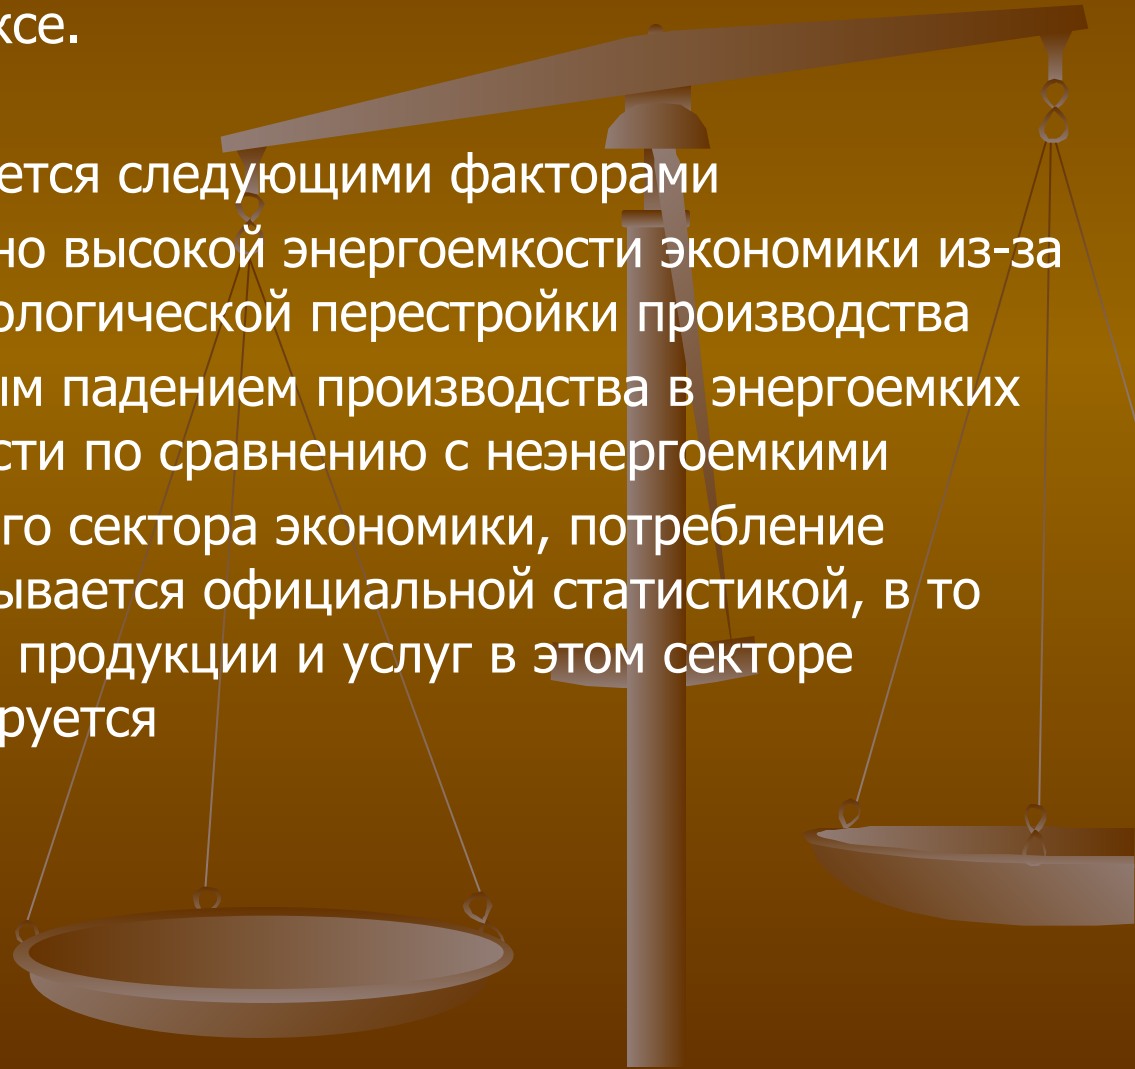 ксе.
ется следующими факторами
но высокой энергоемкости экономики из-за
ологической перестройки производства
ым падением производства в энергоемких
сти по сравнению с неэнергоемкими
го сектора экономики, потребление
ывается официальной статистикой, в то
продукции и услуг в этом секторе
руется